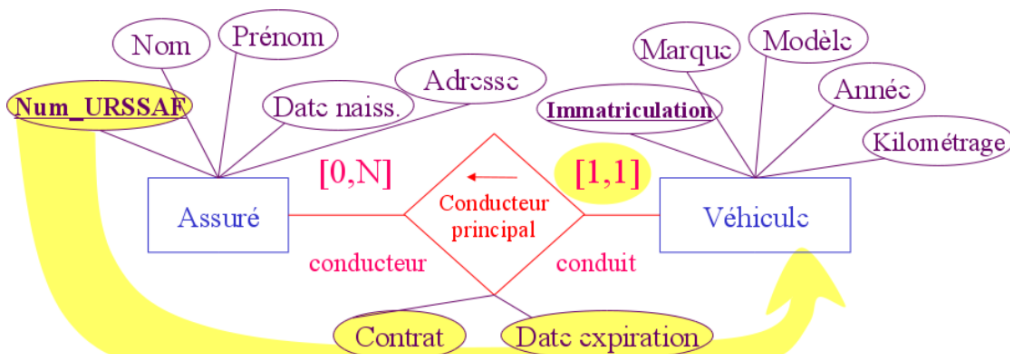 Nom
Prénom
Num_URSSAF
Date naiss.
Adresse
Marque
Modèle
Immatriculation
Année
Kilométrage
[0,N]
[1,1]
Assuré
Conducteur
principal
Véhicule
conducteur
conduit
Contrat
Date expiration